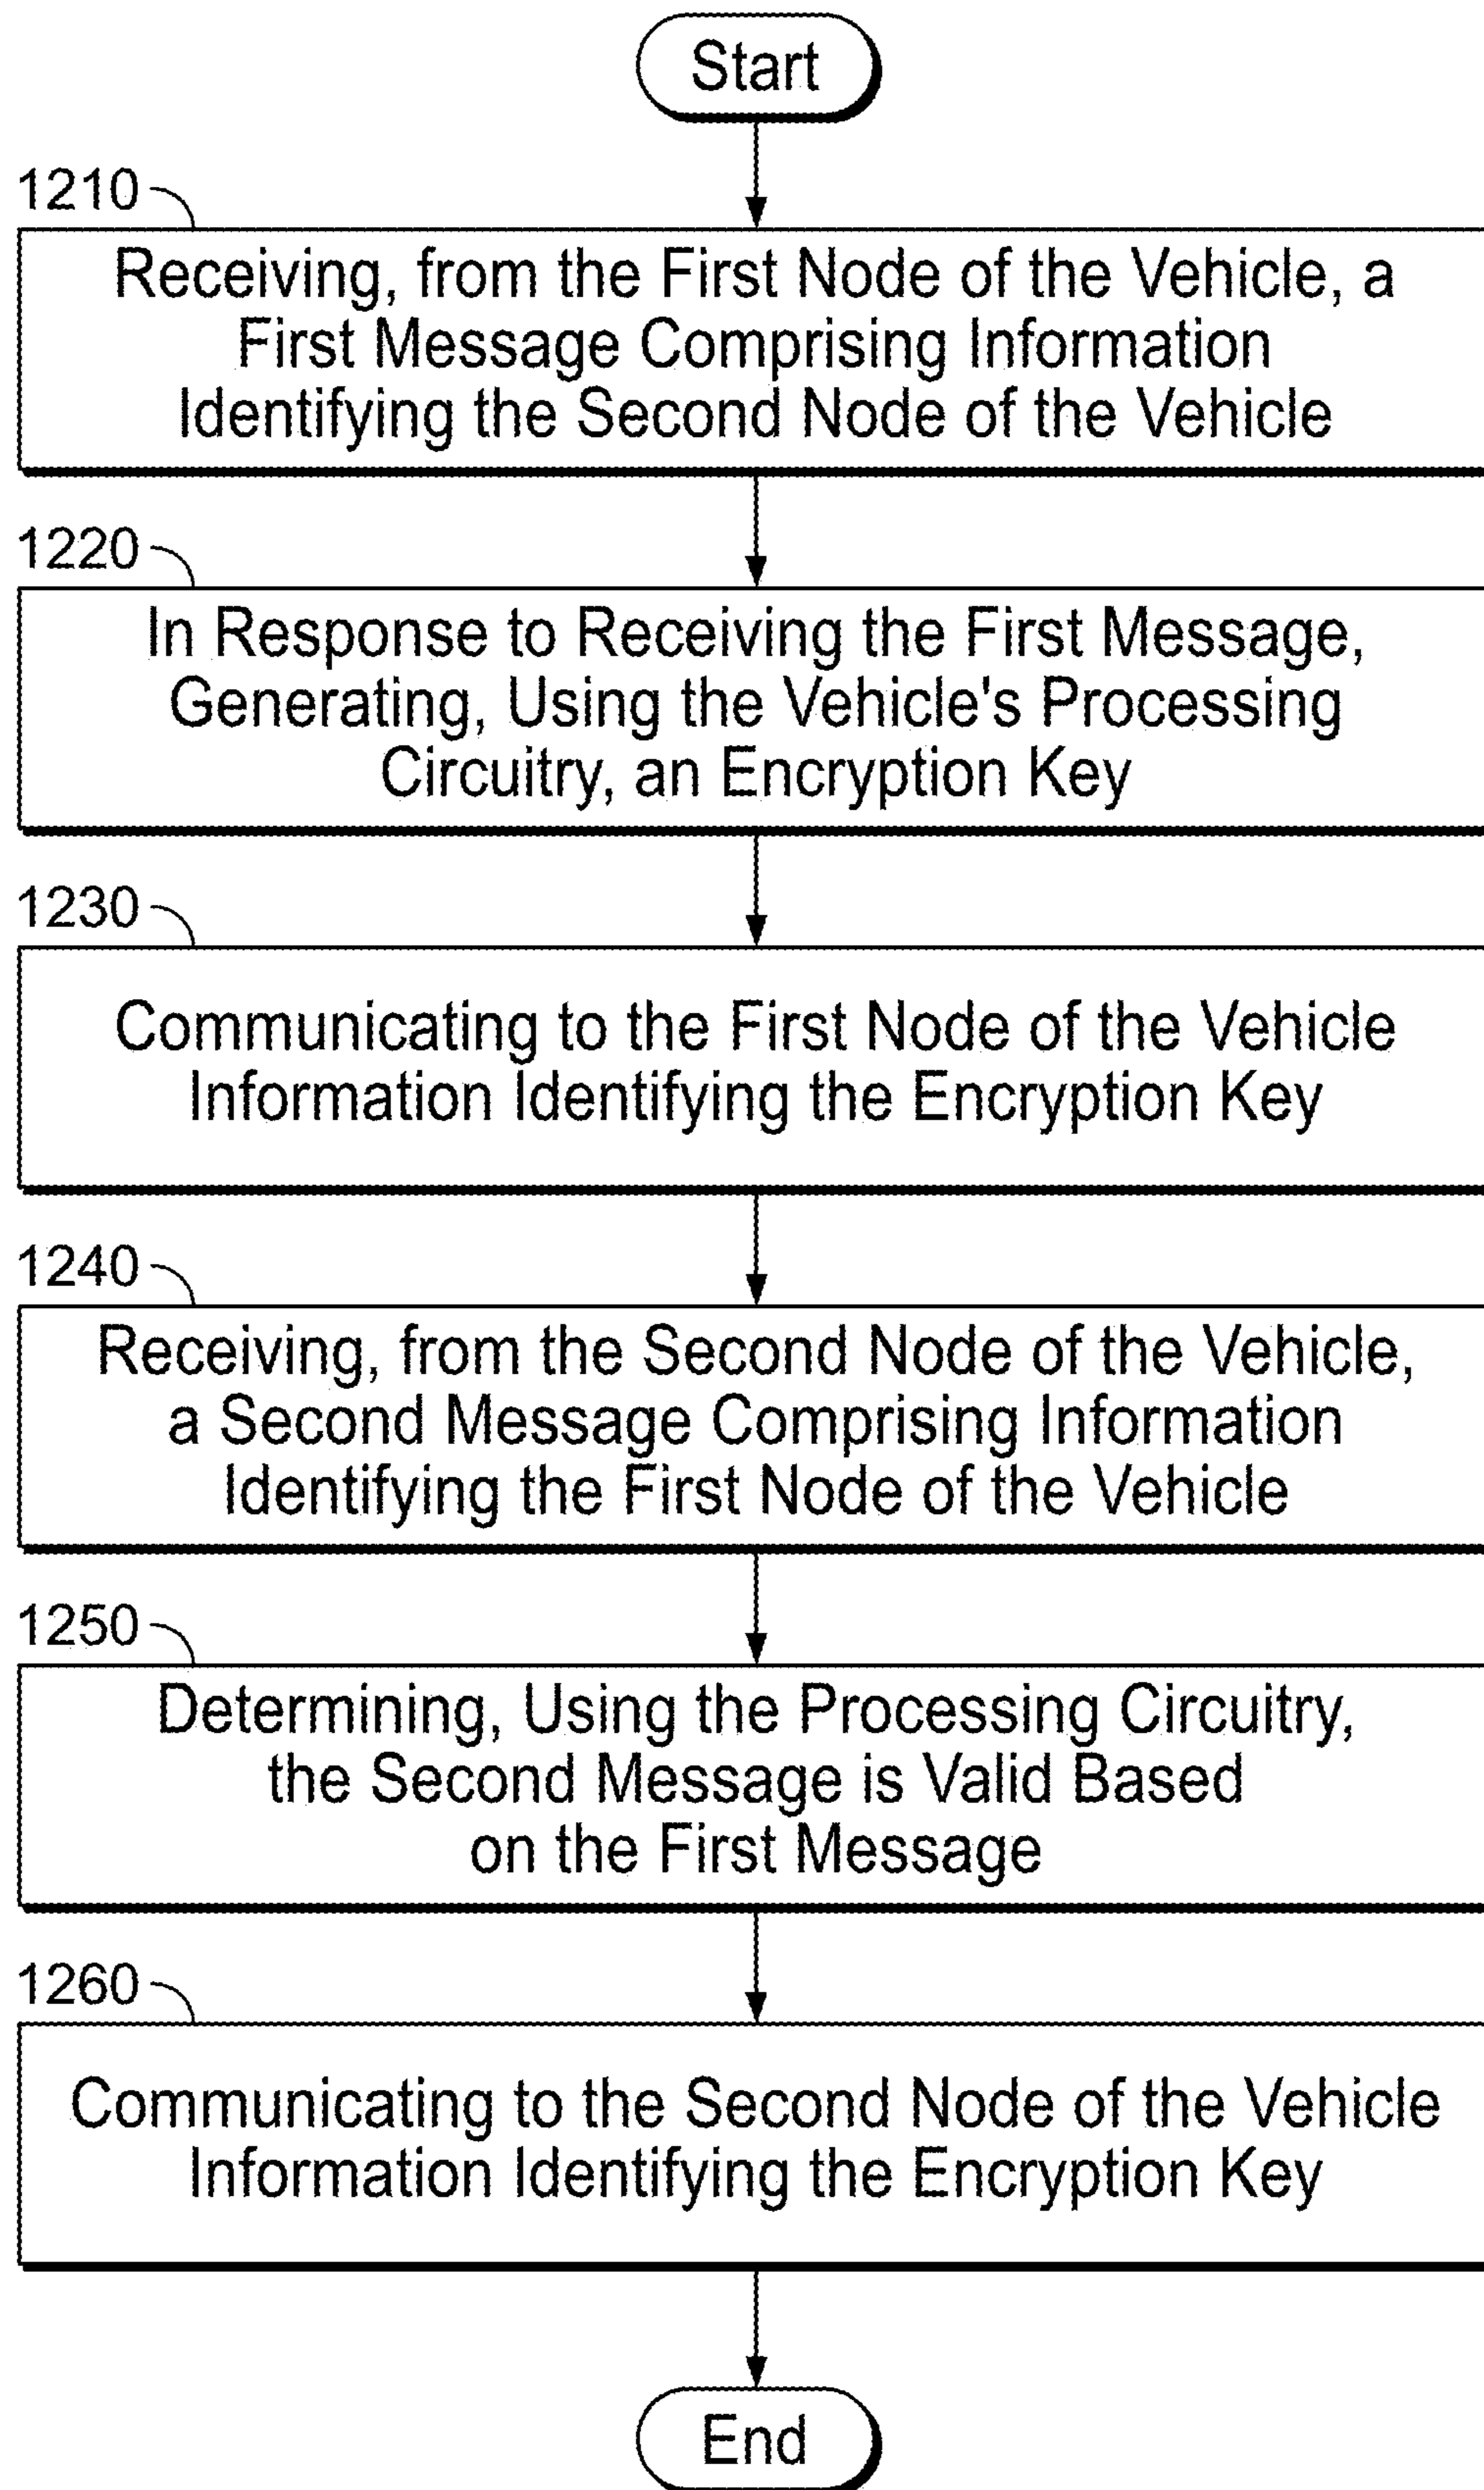 Start
1210
Receiving, from the First Node of the Vehicle, a
First Message Comprising Information
Identifying the Second Node of the Vehicle
1220
In Response to Receiving the First Message,
Generating, Using the Vehicle's Processing
Circuitry, an Encryption Key
1230
Communicating to the First Node of the Vehicle
Information Identifying the Encryption Key
1240
Receiving, from the Second Node of the Vehicle,
a Second Message Comprising Information
Identifying the First Node of the Vehicle
1250
Determining, Using the Processing Circuitry,
the Second Message is Valid Based
on the First Message
1260
Communicating to the Second Node of the Vehicle
Information Identifying the Encryption Key
End